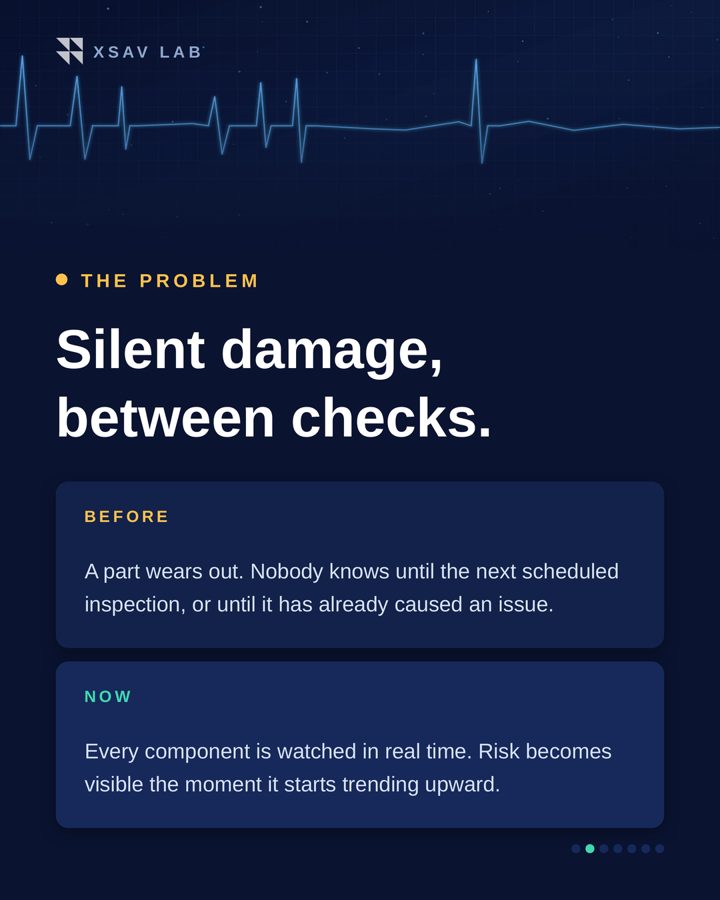 XSAV LAB
THE PROBLEM
Silent damage,
between checks.
BEFORE
A part wears out. Nobody knows until the next scheduled
inspection, or until it has already caused an issue.
NOW
Every component is watched in real time. Risk becomes
visible the moment it starts trending upward.